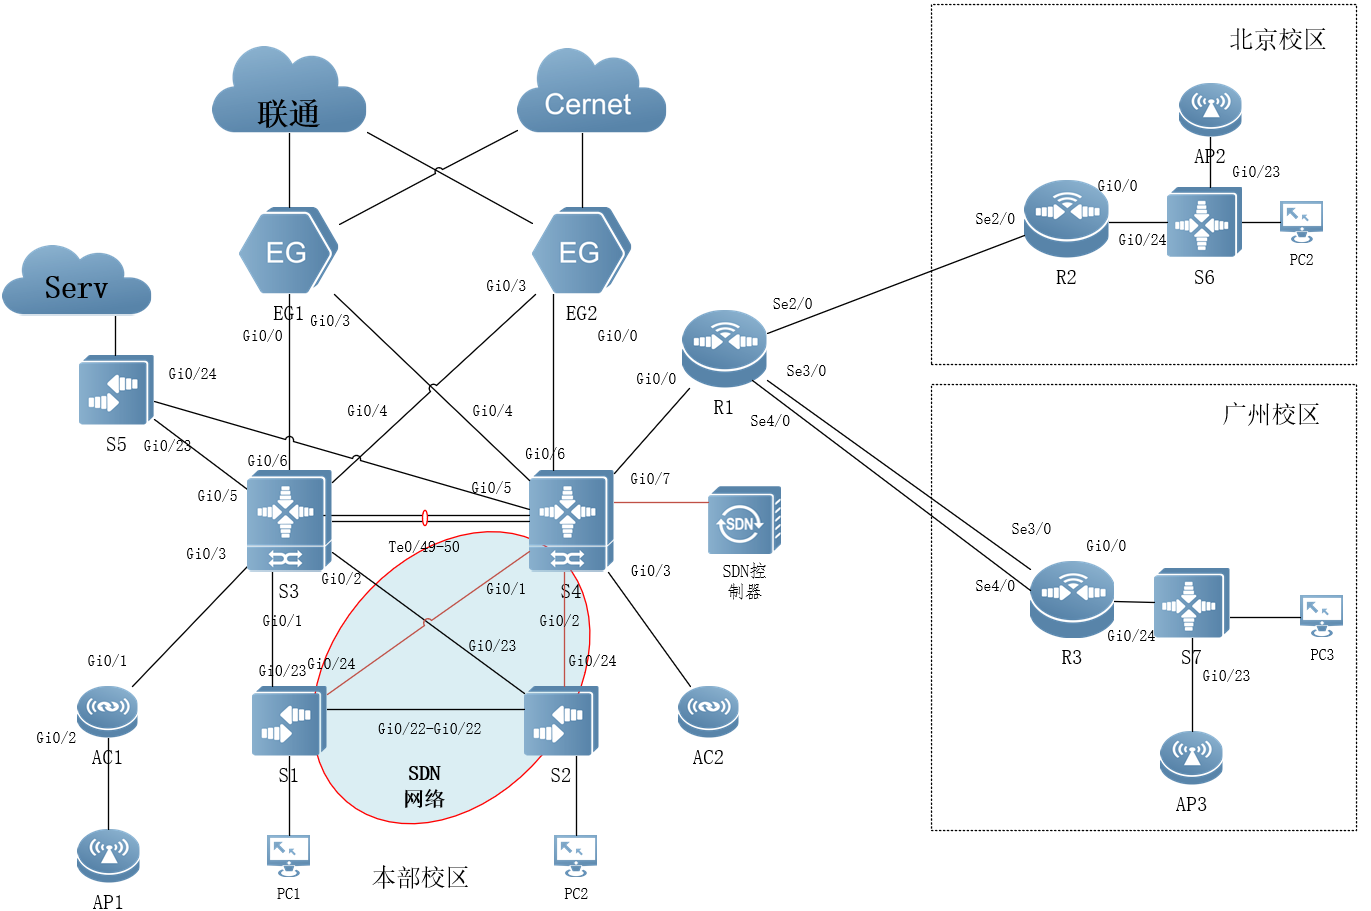 北京校区
联通
Cernet
AP2
Gi0/23
Gi0/0
Se2/0
Gi0/24
R2
S6
PC2
EG
EG
Serv
EG1
EG2
Gi0/3
Gi0/0
Gi0/3
Gi0/0
Se2/0
Gi0/24
Gi0/0
Se3/0
R1
Se4/0
广州校区
Gi0/4
Gi0/4
S5
Gi0/23
Gi0/6
Gi0/6
Gi0/5
Gi0/5
Gi0/7
SDN
Se3/0
Te0/49-50
Gi0/3
Gi0/2
Gi0/1
Gi0/3
SDN控
制器
Gi0/0
Se4/0
S3
S4
Gi0/1
Gi0/2
Gi0/24
R3
S7
PC3
Gi0/23
Gi0/1
Gi0/23
Gi0/24
Gi0/23
Gi0/24
Gi0/2
Gi0/22-Gi0/22
AC1
AC2
S1
S2
SDN
网络
AP3
本部校区
AP1
PC1
PC2